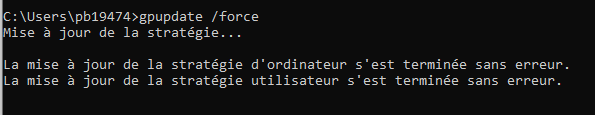 C:\Users\pb19474>gpupdate /force
Mise à jour de la stratégie...
La mise à jour de la stratégie d'ordinateur s'est terminée sans erreur.
La mise à jour de la stratégie utilisateur s'est terminée sans erreur.